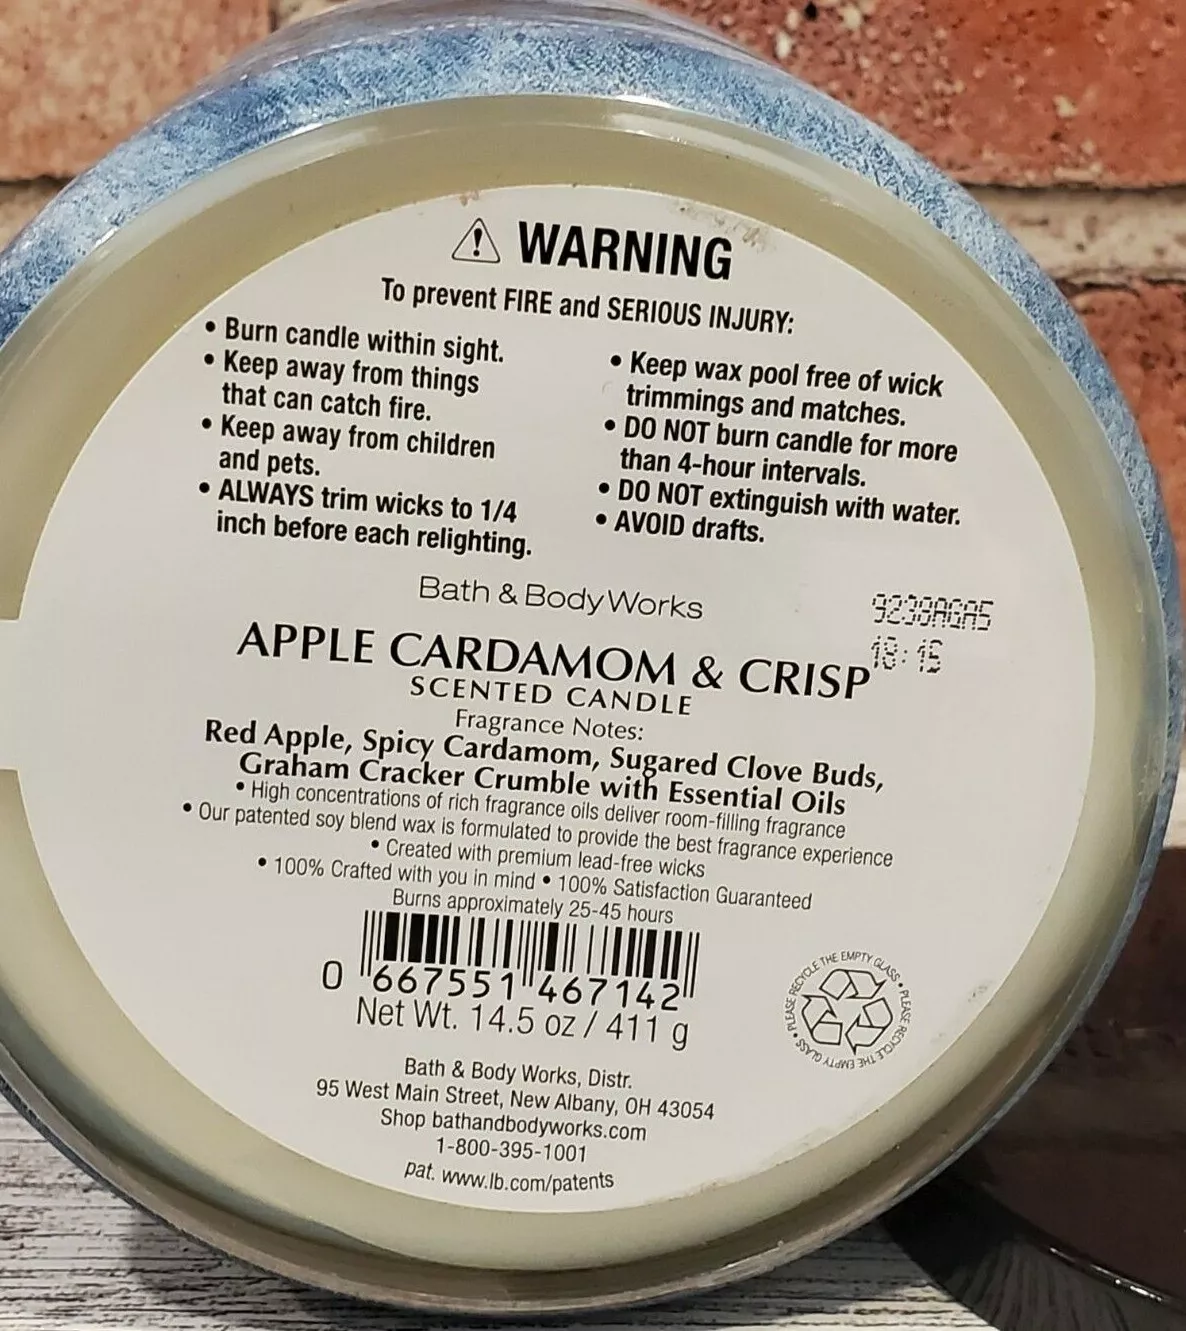 WARNING
To prevent FIRE and SERIOUS INJURY:
• Burn candle within sight.
• Keep away from things
that can catch fire.
• Keep away from children
and pets.
• ALWAYS trim wicks to 1/4
inch before each relighting.
• Keep wax pool free of wick
trimmings and matches.
• DO NOT burn candle for more
than 4-hour intervals.
• DO NOT extinguish with water.
• AVOID drafts.
Bath & Body Works
9238AGA5
18:15
APPLE CARDAMOM & CRISP
SCENTED CANDLE
Fragrance Notes:
Red Apple, Spicy Cardamom, Sugared Clove Buds,
Graham Cracker Crumble with Essential Oils
• High concentrations of rich fragrance oils deliver room-filling fragrance
• Our patented soy blend wax is formulated to provide the best fragrance experience
• Created with premium lead-free wicks
• 100% Crafted with you in mind • 100% Satisfaction Guaranteed
Burns approximately 25-45 hours
0 667551 467142
Net Wt. 14.5 oz / 411 g
PLEASE RECYCLE THE EMPTY GLASS • PLEASE RECYCLE THE EMPTY GLASS •
Bath & Body Works, Distr.
95 West Main Street, New Albany, OH 43054
Shop bathandbodyworks.com
1-800-395-1001
pat. www.lb.com/patents